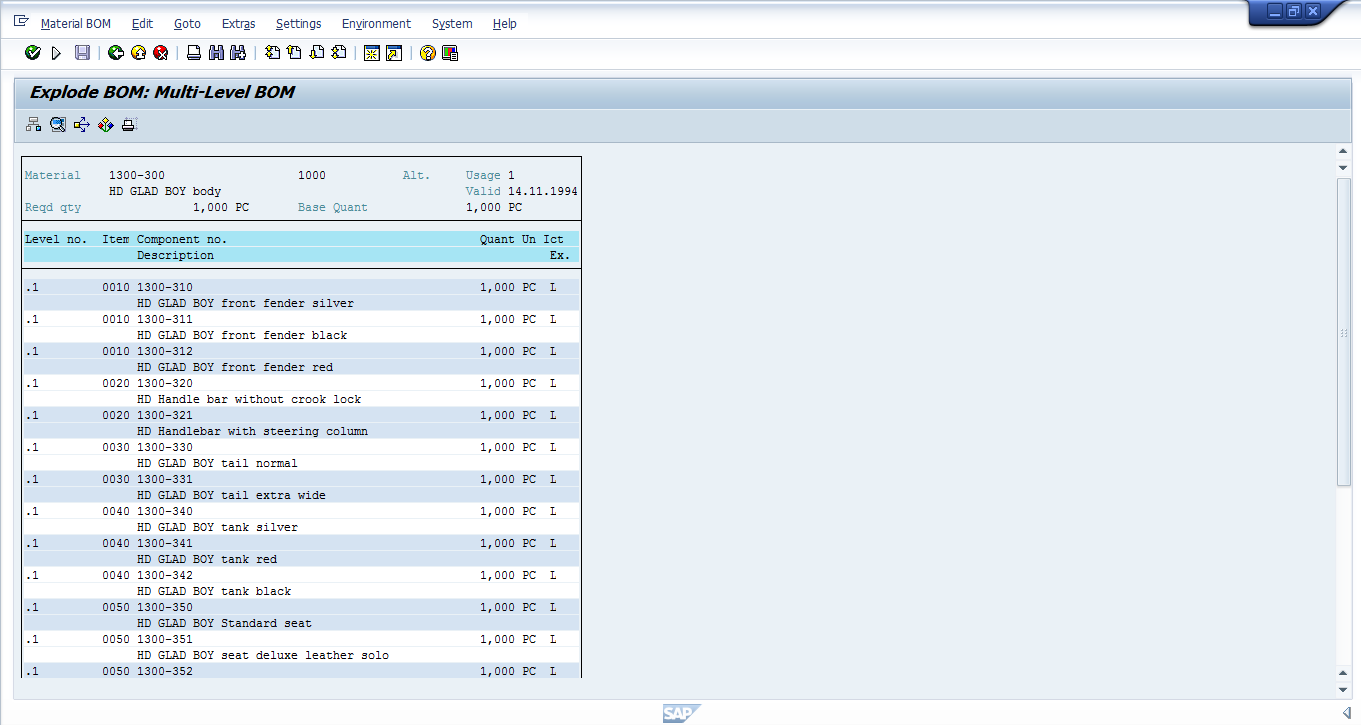 Material BOM Edit Goto Extras Settings Environment System Help
Explode BOM: Multi-Level BOM
Material 1300-300 1000 Alt. Usage 1
HD GLAD BOY body Valid 14.11.1994
Reqd qty 1,000 PC Base Quant 1,000 PC
Level no. Item Component no. Quant Un Ict
Description Ex.
.1 0010 1300-310 1,000 PC L
HD GLAD BOY front fender silver
.1 0010 1300-311 1,000 PC L
HD GLAD BOY front fender black
.1 0010 1300-312 1,000 PC L
HD GLAD BOY front fender red
.1 0020 1300-320 1,000 PC L
HD Handle bar without crook lock
.1 0020 1300-321 1,000 PC L
HD Handlebar with steering column
.1 0030 1300-330 1,000 PC L
HD GLAD BOY tail normal
.1 0030 1300-331 1,000 PC L
HD GLAD BOY tail extra wide
.1 0040 1300-340 1,000 PC L
HD GLAD BOY tank silver
.1 0040 1300-341 1,000 PC L
HD GLAD BOY tank red
.1 0040 1300-342 1,000 PC L
HD GLAD BOY tank black
.1 0050 1300-350 1,000 PC L
HD GLAD BOY Standard seat
.1 0050 1300-351 1,000 PC L
HD GLAD BOY seat deluxe leather solo
.1 0050 1300-352 1,000 PC L
SAP